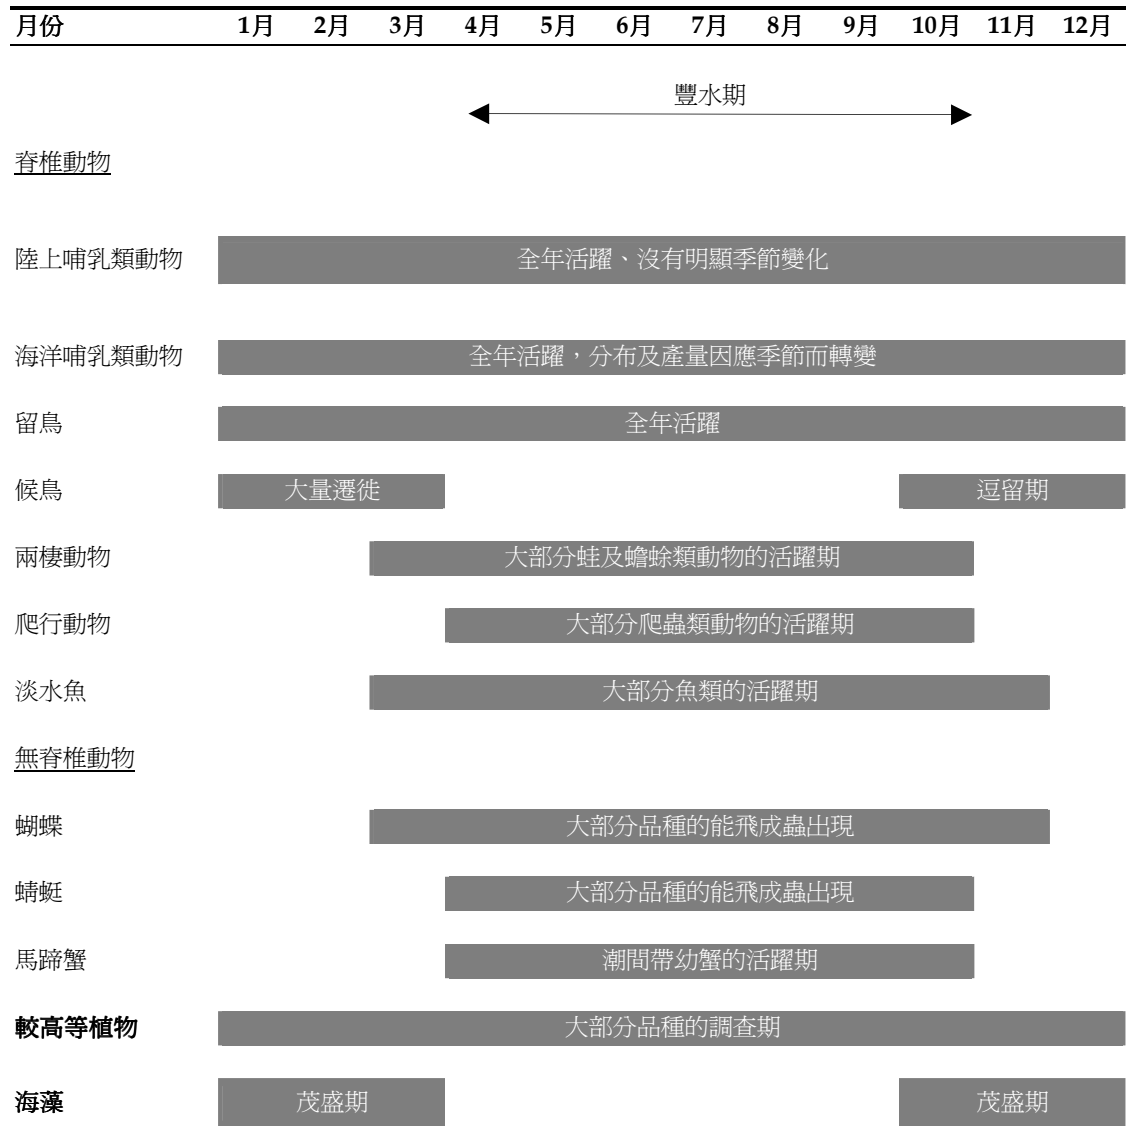 月份 1月 2月 3月 4月 5月 6月 7月 8月 9月 10月 11月 12月
豐水期
脊椎動物
陸上哺乳類動物 全年活躍、沒有明顯季節變化
海洋哺乳類動物 全年活躍，分布及產量因應季節而轉變
留鳥 全年活躍
候鳥 大量遷徙 逗留期
兩棲動物 大部分蛙及蟾蜍類動物的活躍期
爬行動物 大部分爬蟲類動物的活躍期
淡水魚 大部分魚類的活躍期
無脊椎動物
蝴蝶 大部分品種的能飛成蟲出現
蜻蜓 大部分品種的能飛成蟲出現
馬蹄蟹 潮間帶幼蟹的活躍期
較高等植物 大部分品種的調查期
海藻 茂盛期 茂盛期